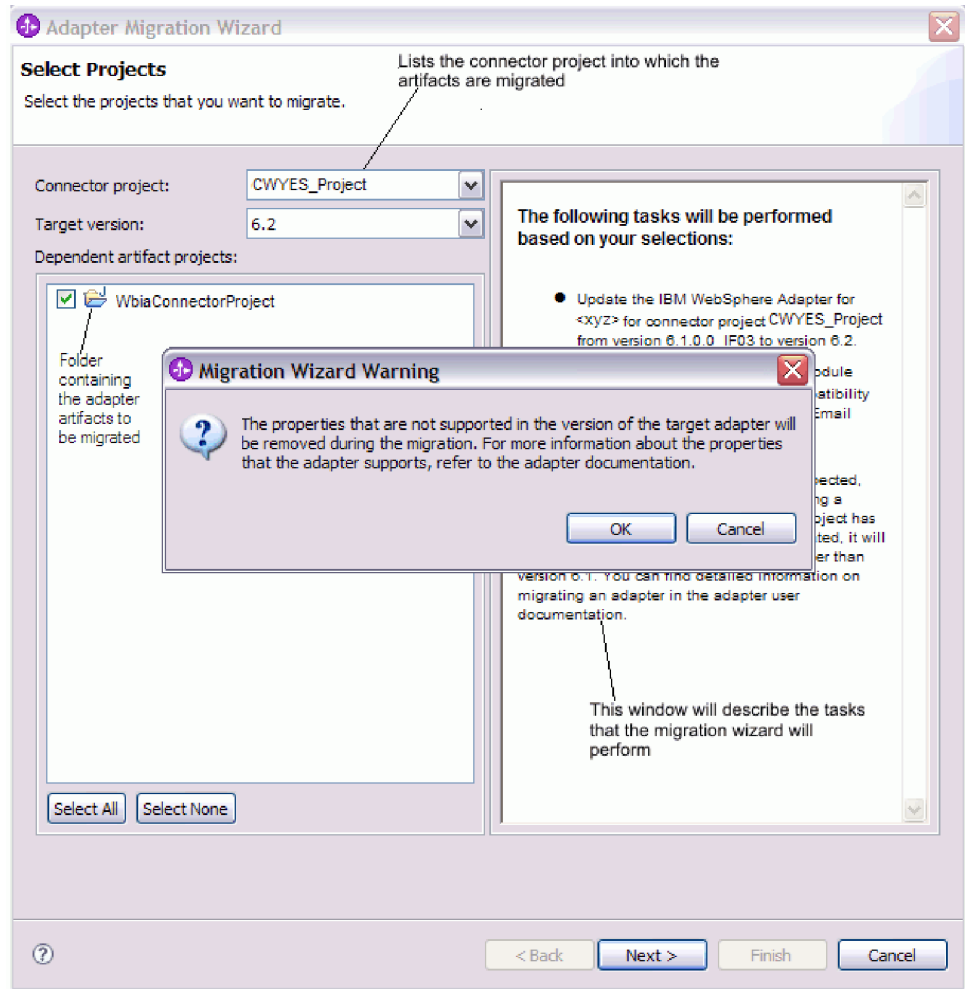 Adapter Migration Wizard
Select Projects
Select the projects that you want to migrate.
Lists the connector project into which the
artifacts are migrated
Connector project:
CWYES_Project
Target version:
6.2
Dependent artifact projects:
WbiaConnectorProject
Folder
containing
the adapter
artifacts to
be migrated
The following tasks will be performed
based on your selections:
Update the IBM WebSphere Adapter for
<xyz> for connector project CWYES_Project
from version 6.1.0.0_IF03 to version 6.2.
Migration Wizard Warning
The properties that are not supported in the version of the target adapter will
be removed during the migration. For more information about the properties
that the adapter supports, refer to the adapter documentation.
OK
Cancel
Email
ng a
has
it will
than
version 6.1. You can find detailed information on
migrating an adapter in the adapter user
documentation.
This window will describe the tasks
that the migration wizard will
perform
Select All
Select None
?
< Back
Next >
Finish
Cancel